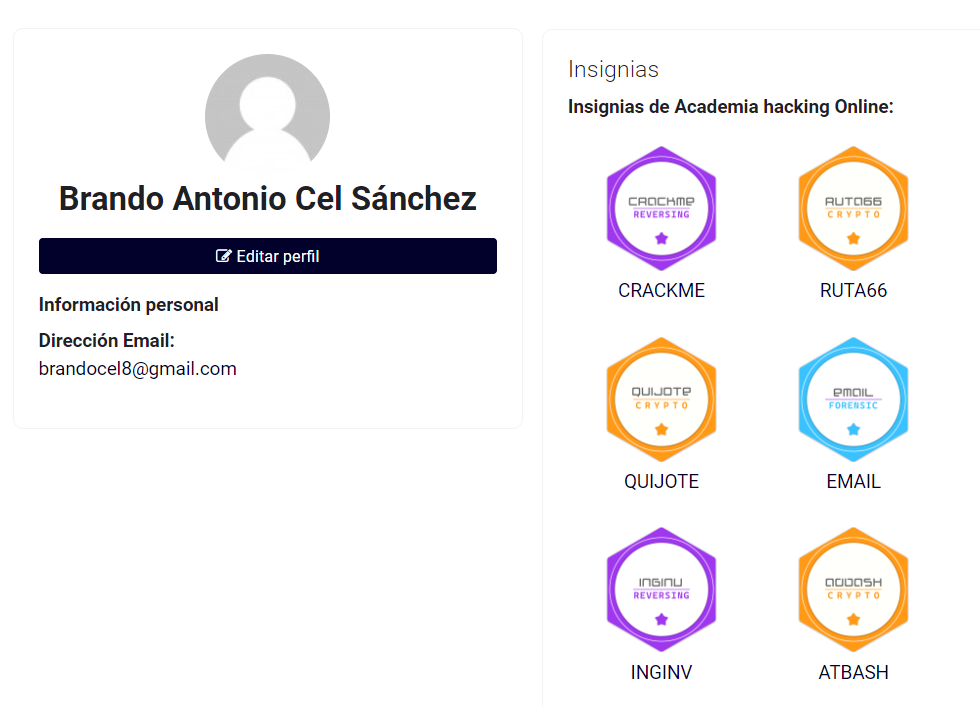 Brando Antonio Cel Sánchez
Editar perfil
Información personal
Dirección Email:
brandocel8@gmail.com
Insignias
Insignias de Academia hacking Online:
CRACKME
REVERSING
CRACKME
RUTA66
CRYPTO
RUTA66
QUIJOTE
CRYPTO
QUIJOTE
EMAIL
FORENSIC
EMAIL
INGINV
REVERSING
INGINV
CRYPTO
ATBASH